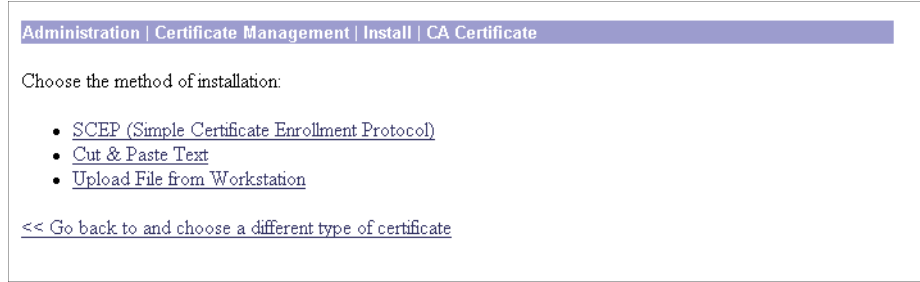 Administration | Certificate Management | Install | CA Certificate
Choose the method of installation:
• SCEP (Simple Certificate Enrollment Protocol)
• Cut & Paste Text
• Upload File from Workstation
<< Go back to and choose a different type of certificate